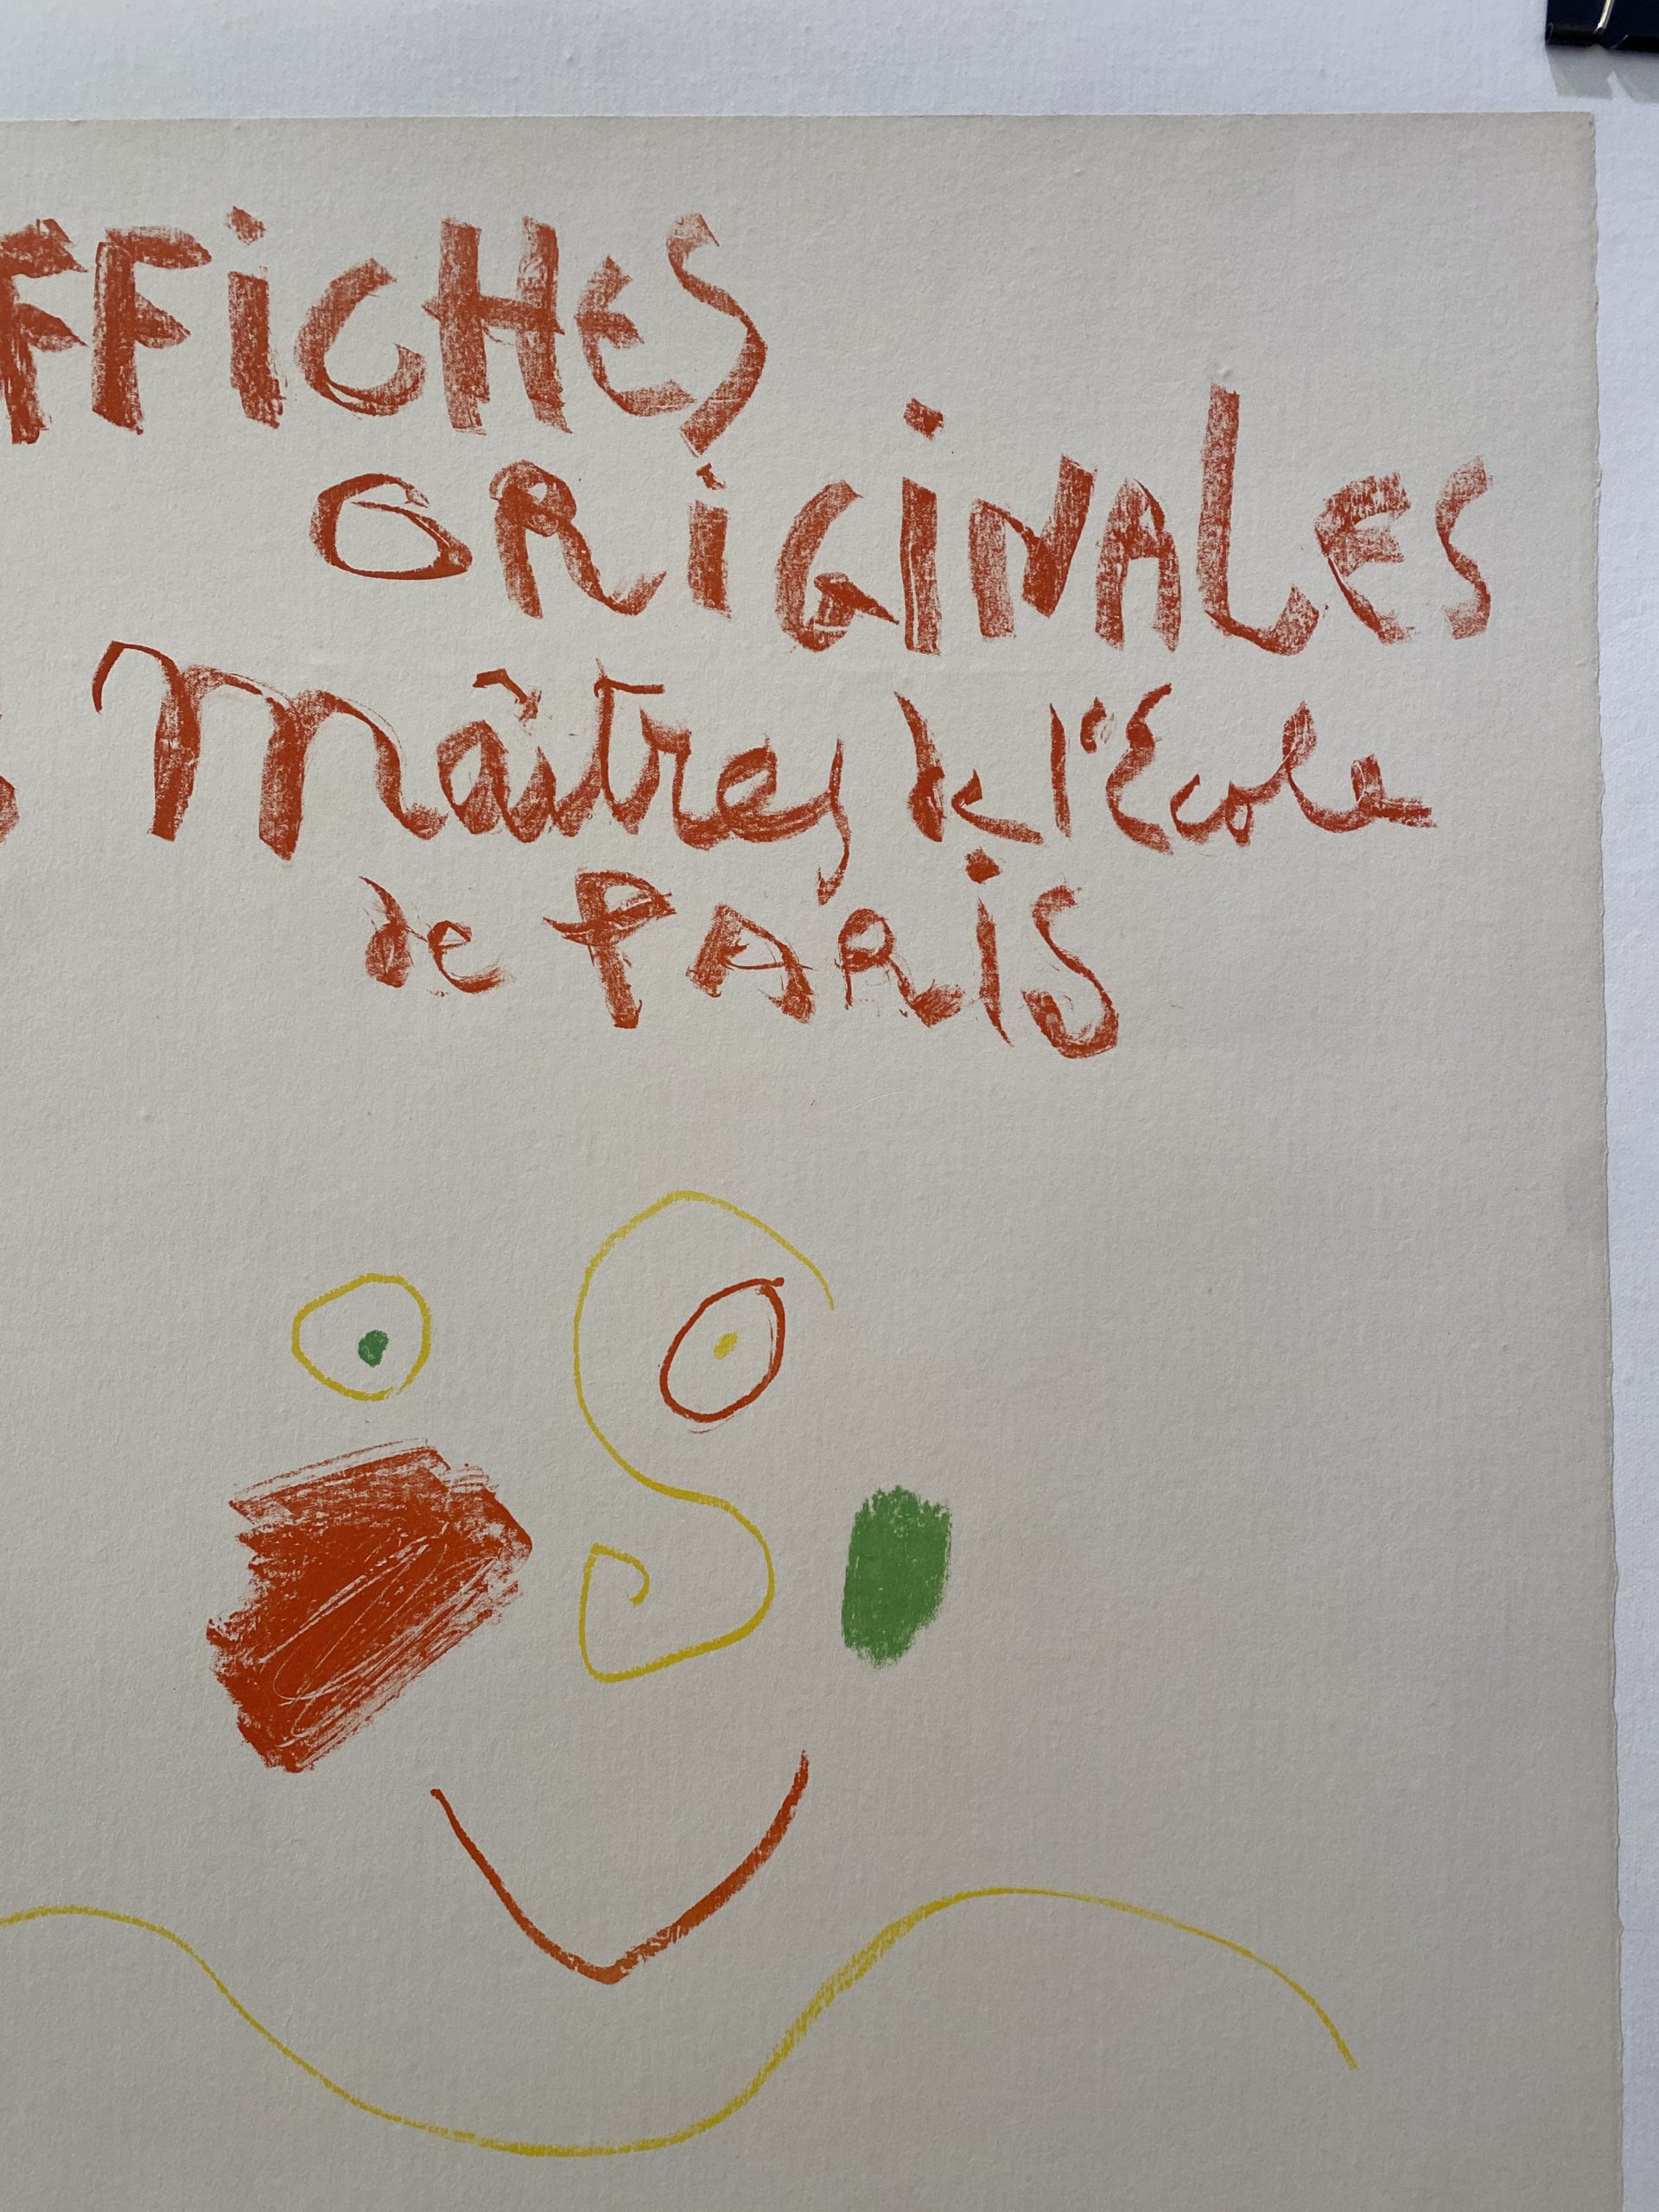 FFiCHES
ORiGiNALES
s Maîtres de l'Ecole
de PARiS